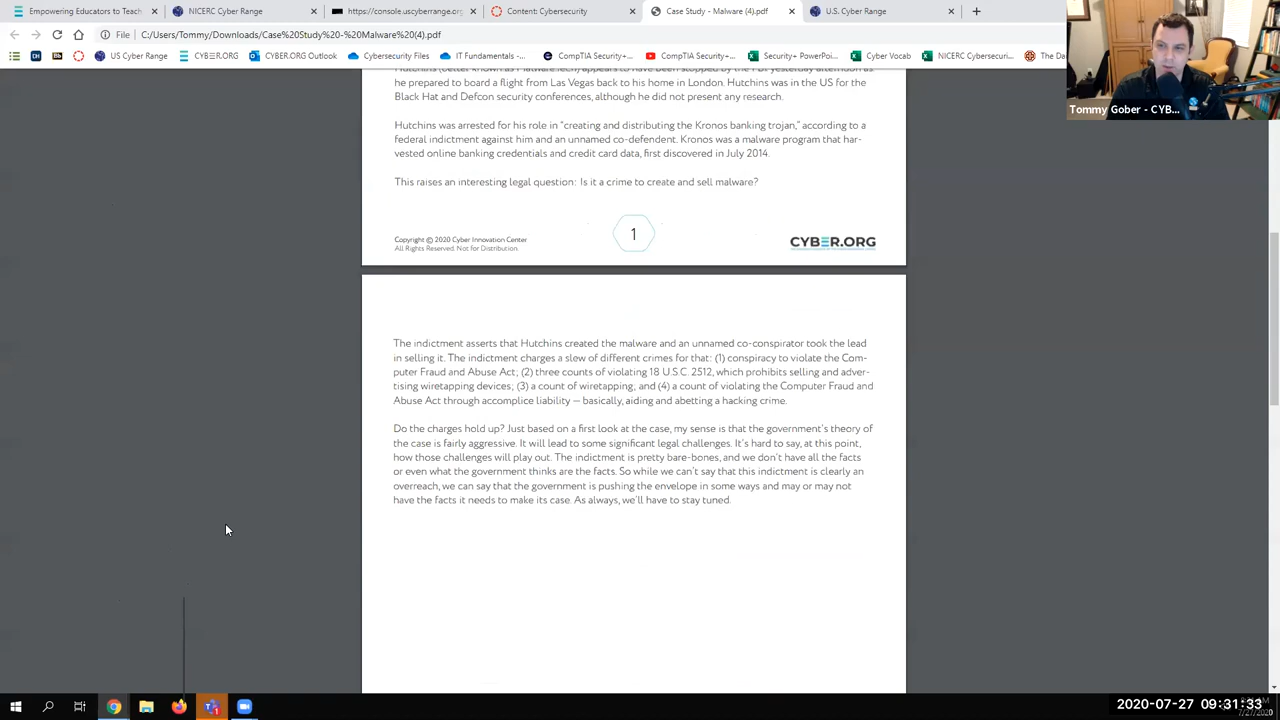 Empowering Educators to Teach
NICERC Cyber Range
https://console.uscyberrange.org
Content: Cybersecurity
Case Study - Malware (4).pdf
U.S. Cyber Range
File
C:/Users/Tommy/Downloads/Case%20Study%20-%20Malware%20(4).pdf
US Cyber Range
CYBER.ORG
CYBER.ORG Outlook
Cybersecurity Files
IT Fundamentals -...
CompTIA Security+...
CompTIA Security+...
Security+ PowerPoi...
Cyber Vocab
NICERC Cybersecuri...
The Da
Tommy Gober - CYB...
he prepared to board a flight from Las Vegas back to his home in London. Hutchins was in the US for the
Black Hat and Defcon security conferences, although he did not present any research.
Hutchins was arrested for his role in “creating and distributing the Kronos banking trojan,” according to a
federal indictment against him and an unnamed co-defendant. Kronos was a malware program that har-
vested online banking credentials and credit card data, first discovered in July 2014.
This raises an interesting legal question: Is it a crime to create and sell malware?
Copyright © 2020 Cyber Innovation Center
All Rights Reserved. Not for Distribution.
1
CYBER.ORG
The indictment asserts that Hutchins created the malware and an unnamed co-conspirator took the lead
in selling it. The indictment charges a slew of different crimes for that: (1) conspiracy to violate the Com-
puter Fraud and Abuse Act; (2) three counts of violating 18 U.S.C. 2512, which prohibits selling and adver-
tising wiretapping devices; (3) a count of wiretapping; and (4) a count of violating the Computer Fraud and
Abuse Act through accomplice liability — basically, aiding and abetting a hacking crime.
Do the charges hold up? Just based on a first look at the case, my sense is that the government’s theory of
the case is fairly aggressive. It will lead to some significant legal challenges. It’s hard to say, at this point,
how those challenges will play out. The indictment is pretty bare-bones, and we don’t have all the facts
or even what the government thinks are the facts. So while we can’t say that this indictment is clearly an
overreach, we can say that the government is pushing the envelope in some ways and may or may not
have the facts it needs to make its case. As always, we’ll have to stay tuned.
2020-07-27 09:31:33